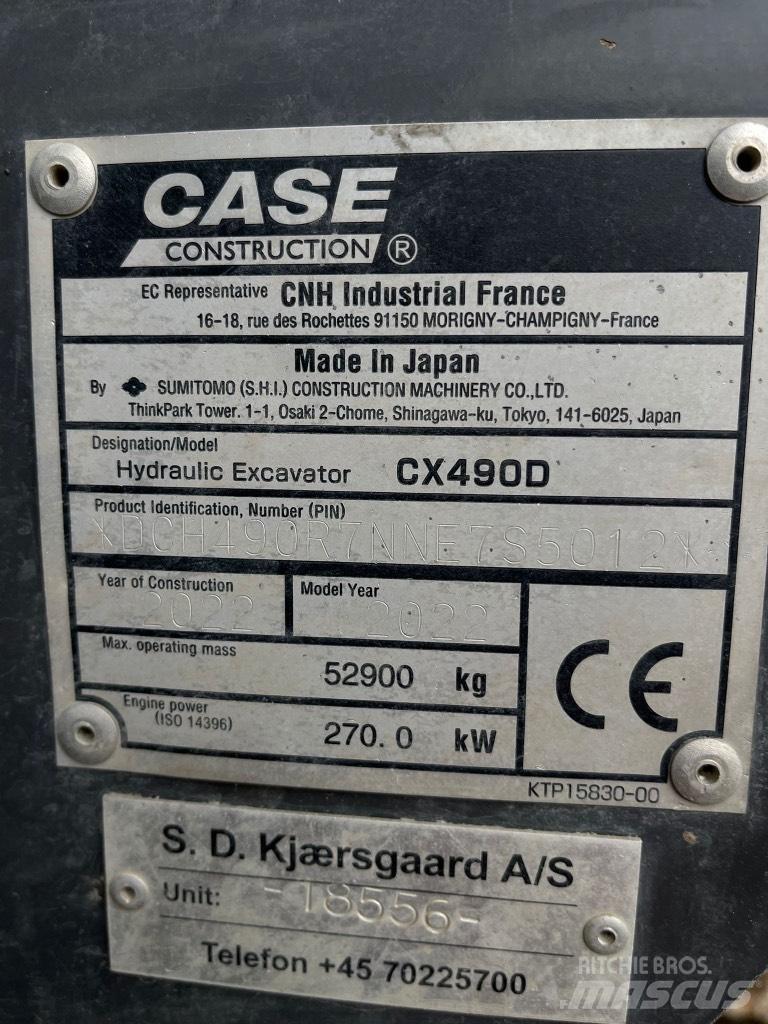 CASE
CONSTRUCTION ®
EC Representative CNH Industrial France
16-18, rue des Rochettes 91150 MORIGNY-CHAMPIGNY-France
Made In Japan
By SUMITOMO (S.H.I.) CONSTRUCTION MACHINERY CO.,LTD.
ThinkPark Tower. 1-1, Osaki 2-Chome, Shinagawa-ku, Tokyo, 141-6025, Japan
Designation/Model
Hydraulic Excavator CX490D
Product Identification, Number (PIN)
*DCH490R7NNE7S5012*
Year of Construction
2022
Model Year
2022
Max. operating mass
52900 kg
Engine power
(ISO 14396)
270.0 kW
CE
KTP15830-00
S. D. Kjærsgaard A/S
Unit: -18556-
Telefon +45 70225700
RITCHIE BROS.
MASCUS